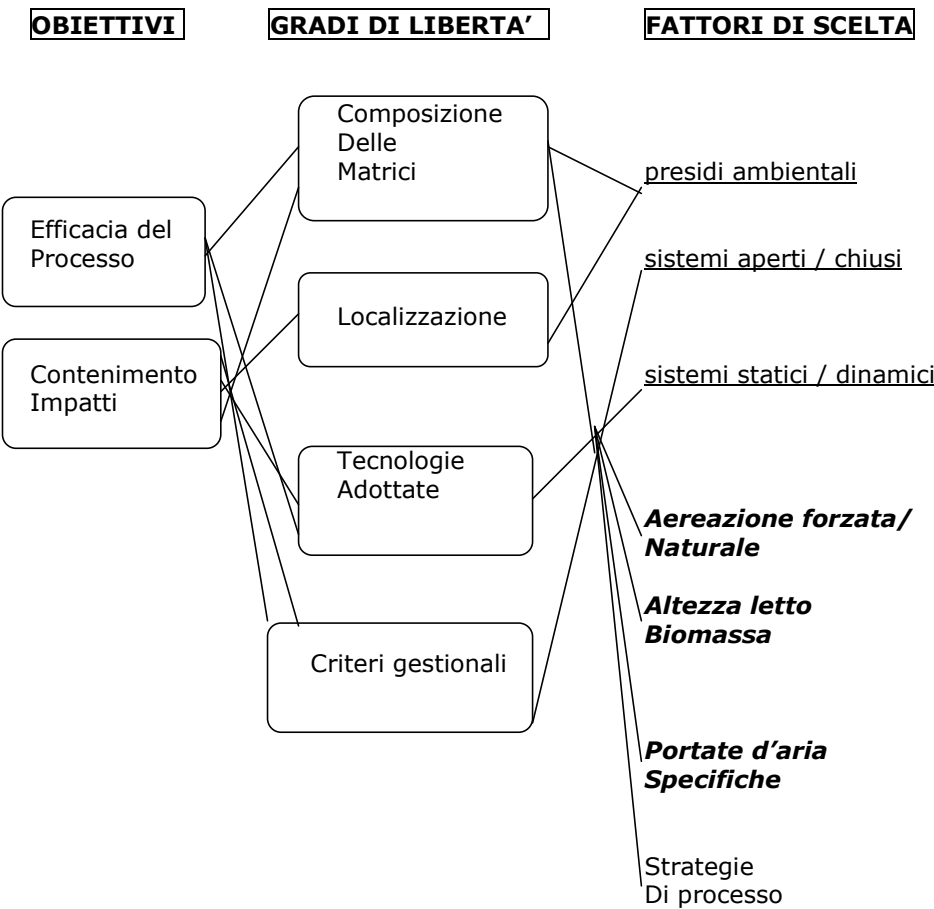 OBIETTIVI
GRADI DI LIBERTA’
FATTORI DI SCELTA
Composizione
Delle
Matrici
presidi ambientali
Efficacia del
Processo
sistemi aperti / chiusi
Localizzazione
Contenimento
Impatti
sistemi statici / dinamici
Tecnologie
Adottate
Aereazione forzata/
Naturale
Altezza letto
Biomassa
Criteri gestionali
Portate d’aria
Specifiche
Strategie
Di processo